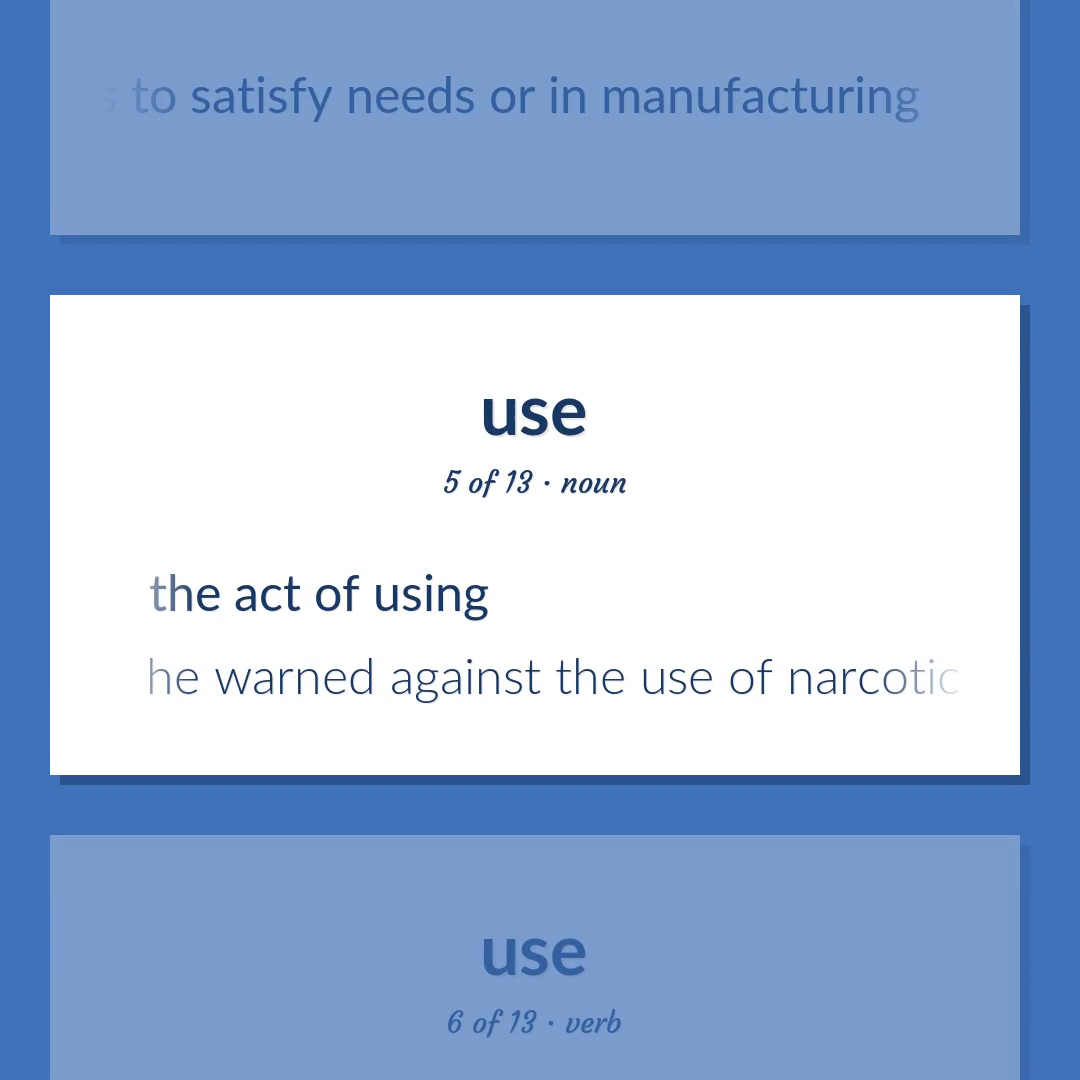 to satisfy needs or in manufacturing
use
5 of 13 · noun
the act of using
he warned against the use of narcotic
use
6 of 13 · verb